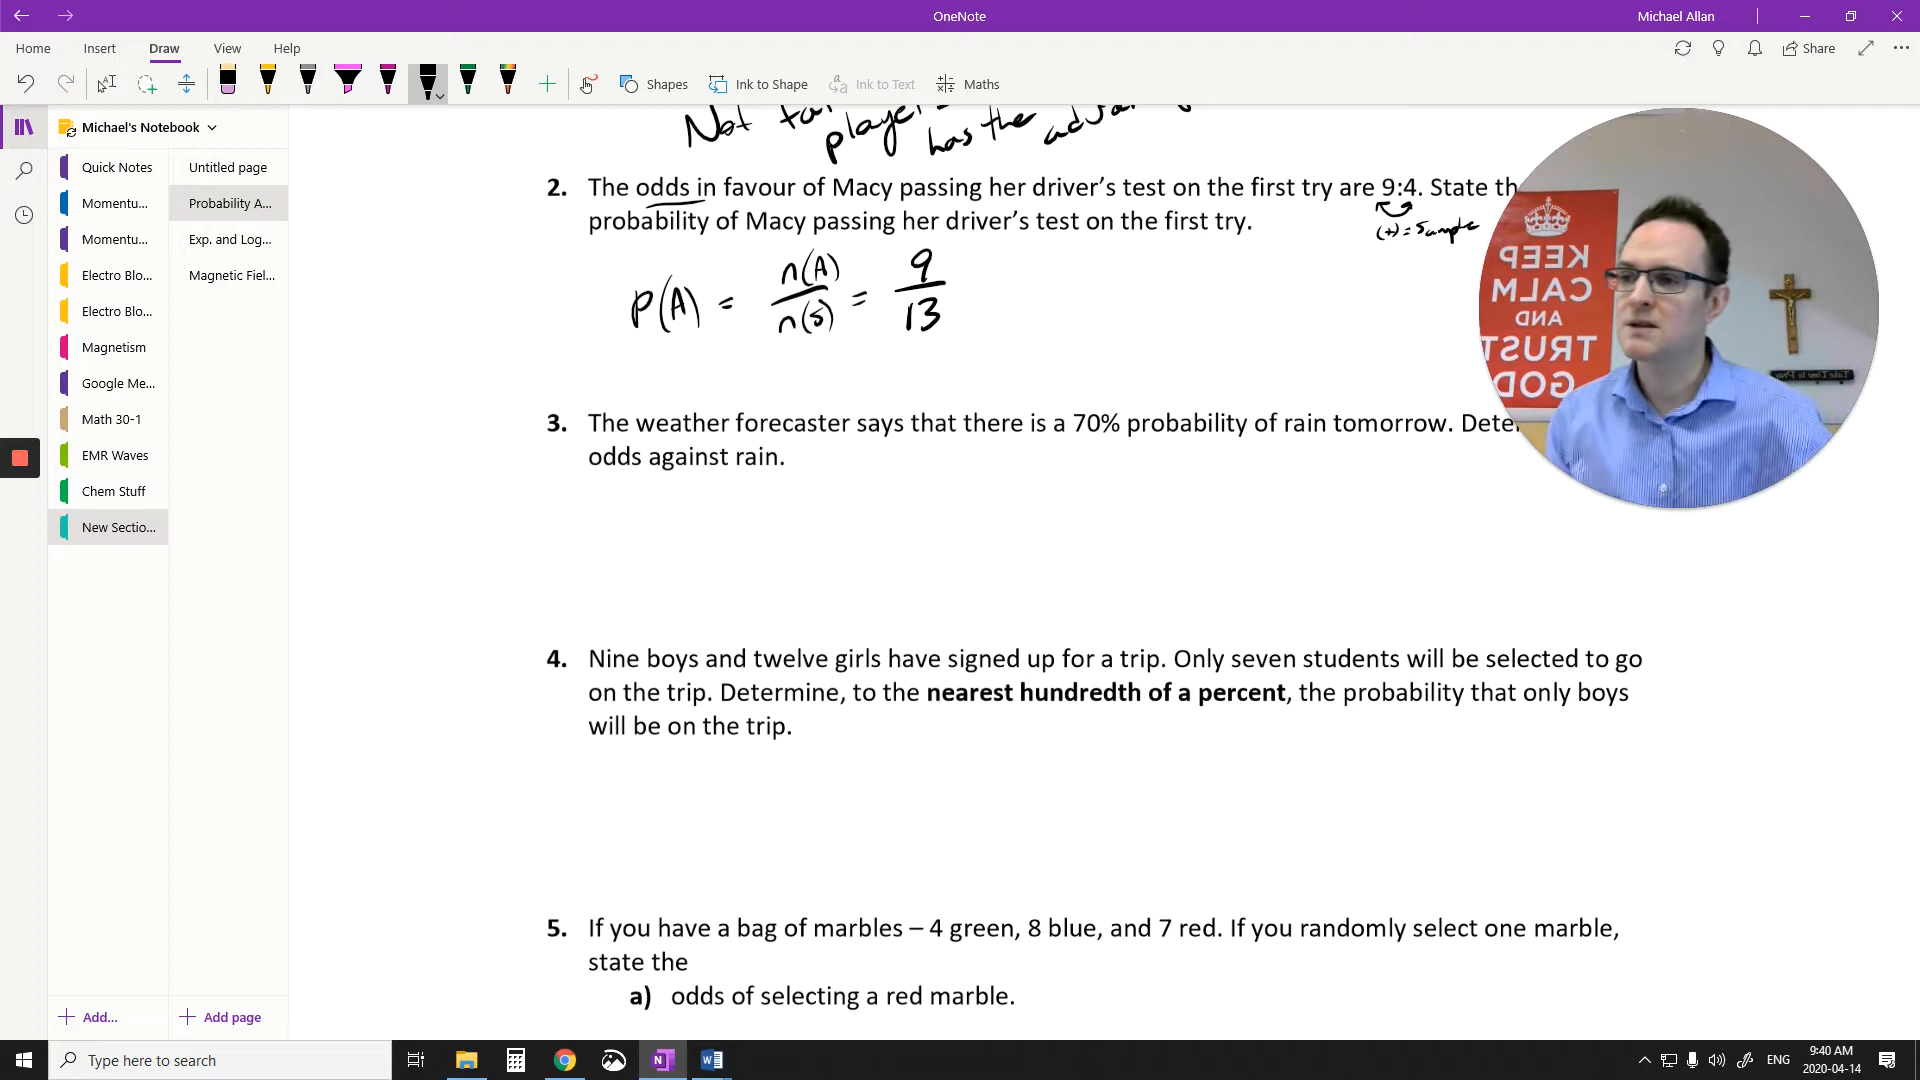 OneNote
Michael Allan
Home Insert Draw View Help
Share
Shapes Ink to Shape Ink to Text Maths
Michael's Notebook
Quick Notes
Momentu...
Momentu...
Electro Blo...
Electro Blo...
Magnetism
Google Me...
Math 30-1
EMR Waves
Chem Stuff
New Sectio...
Add...
Untitled page
Probability A...
Exp. and Log...
Magnetic Fiel...
Add page
Not
player
has the
2. The odds in favour of Macy passing her driver's test on the first try are 9:4. State th
probability of Macy passing her driver's test on the first try.
(+) = Sample
P(A) = n(A)/n(S) = 9/13
3. The weather forecaster says that there is a 70% probability of rain tomorrow. Deter
odds against rain.
4. Nine boys and twelve girls have signed up for a trip. Only seven students will be selected to go
on the trip. Determine, to the nearest hundredth of a percent, the probability that only boys
will be on the trip.
5. If you have a bag of marbles – 4 green, 8 blue, and 7 red. If you randomly select one marble,
state the
a) odds of selecting a red marble.
KEEP
CALM
AND
TRUST
GOD
Type here to search
ENG
9:40 AM
2020-04-14